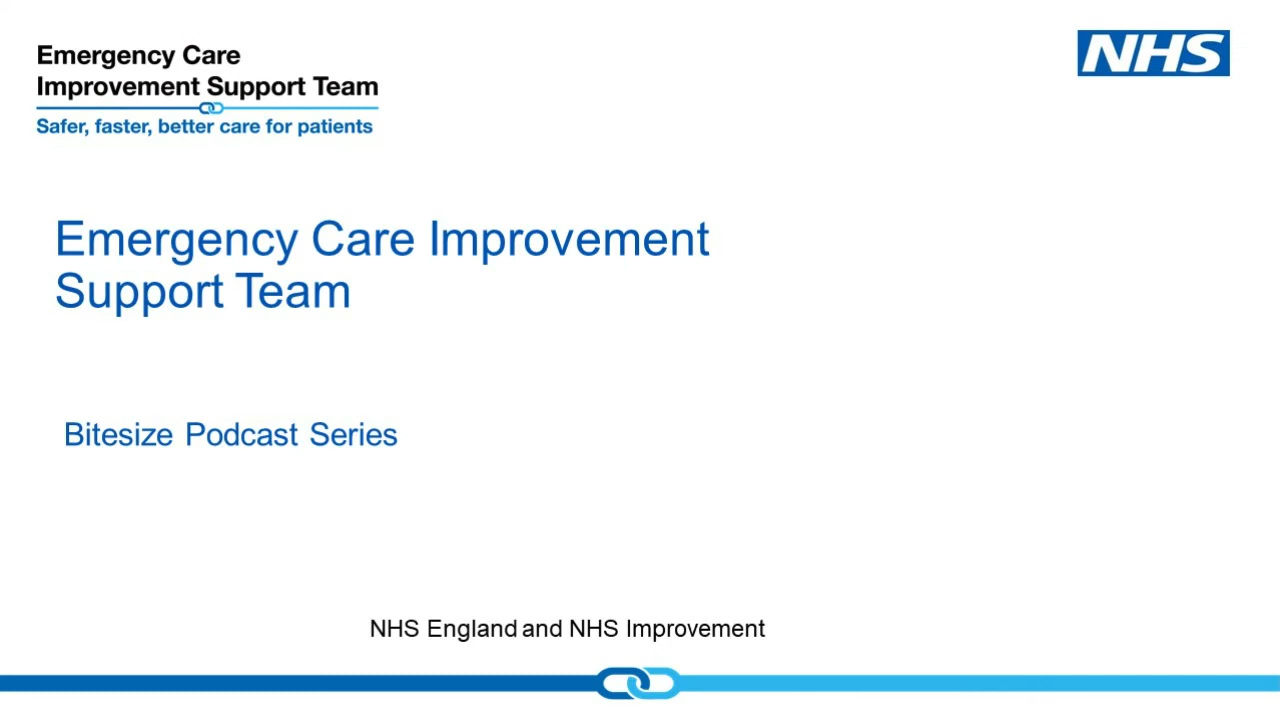 Emergency Care
Improvement Support Team
Safer, faster, better care for patients
NHS
Emergency Care Improvement
Support Team
Bitesize Podcast Series
NHS England and NHS Improvement